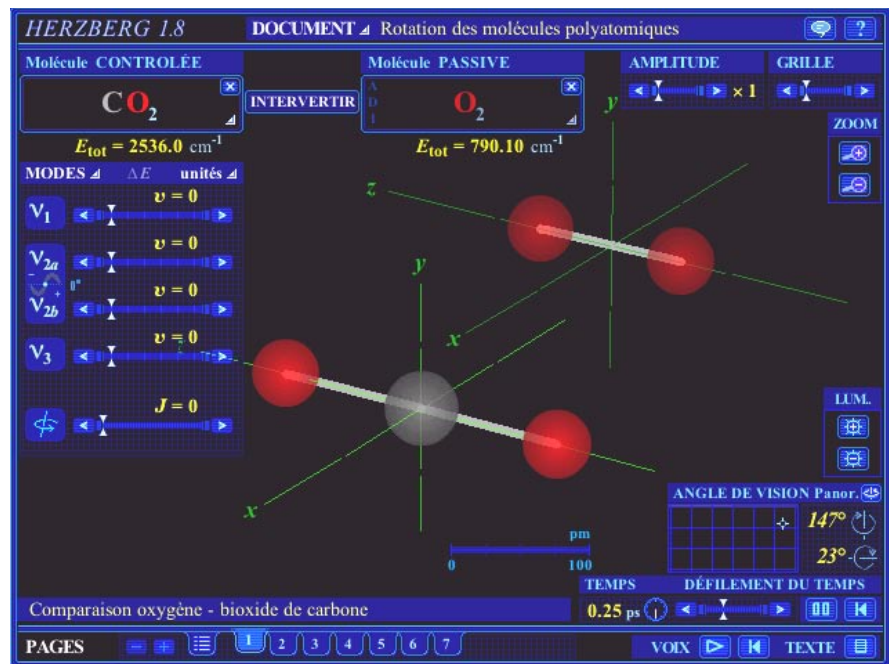 HERZBERG 1.8 DOCUMENT Rotation des molécules polyatomiques ?
Molécule CONTROLÉE Molécule PASSIVE AMPLITUDE GRILLE
CO2 INTERVERTIR O2 × 1
A
D
I
Etot = 2536.0 cm-1 Etot = 790.10 cm-1
ZOOM
MODES ΔE unités
ν1 υ = 0
ν2a υ = 0
0°
ν2b υ = 0
ν3 υ = 0
J = 0
y
z
x
y
z
x
LUM.
ANGLE DE VISION Panor.
147°
23°
pm
0 100
TEMPS DÉFILEMENT DU TEMPS
Comparaison oxygène - bioxide de carbone 0.25 ps
PAGES 1 2 3 4 5 6 7 VOIX TEXTE